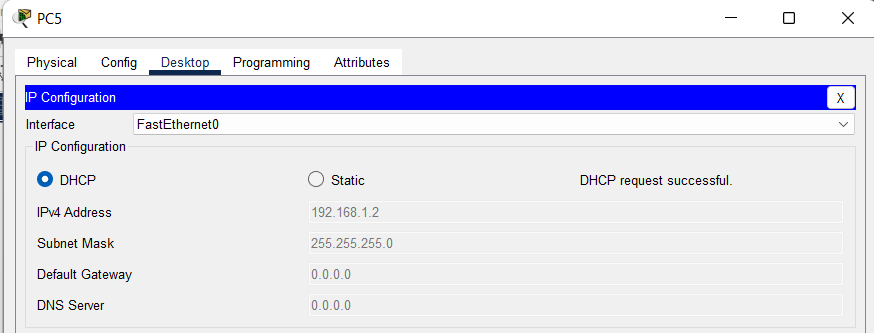 PC5
Physical Config Desktop Programming Attributes
IP Configuration X
Interface FastEthernet0
IP Configuration
DHCP Static DHCP request successful.
IPv4 Address 192.168.1.2
Subnet Mask 255.255.255.0
Default Gateway 0.0.0.0
DNS Server 0.0.0.0